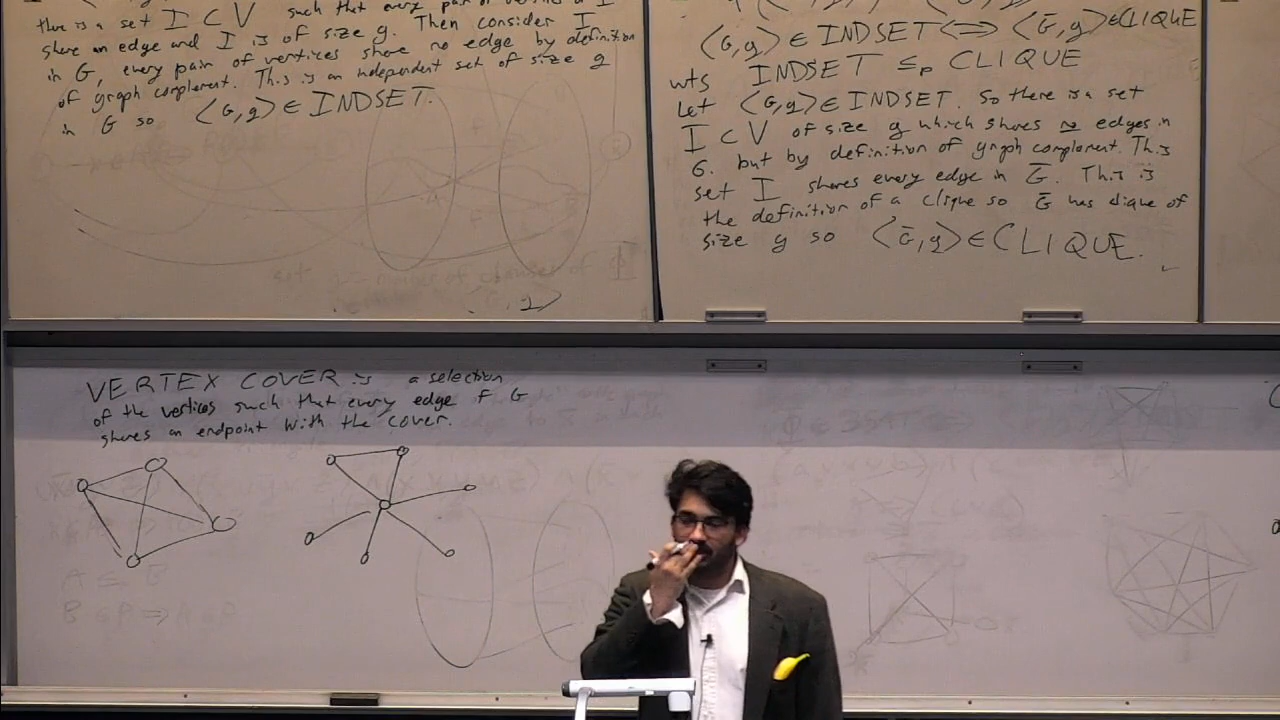 there is a set I ⊂ V such that every pair of vertices of I
share an edge and I is of size g. Then consider I
in G, every pair of vertices share no edge by definition
of graph complement. This is an independent set of size g
in G so ⟨G,g⟩ ∈ INDSET.
⟨G,g⟩ ∈ INDSET ⟺ ⟨Ḡ,g⟩ ∈ CLIQUE
wts INDSET ≤p CLIQUE
Let ⟨G,g⟩ ∈ INDSET. So there is a set
I ⊂ V of size g which shares no edges in
G. but by definition of graph complement. This
set I shares every edge in Ḡ. This is
the definition of a clique so Ḡ has clique of
size g so ⟨Ḡ,g⟩ ∈ CLIQUE.
VERTEX COVER is a selection
of the vertices such that every edge of G
shares an endpoint with the cover.